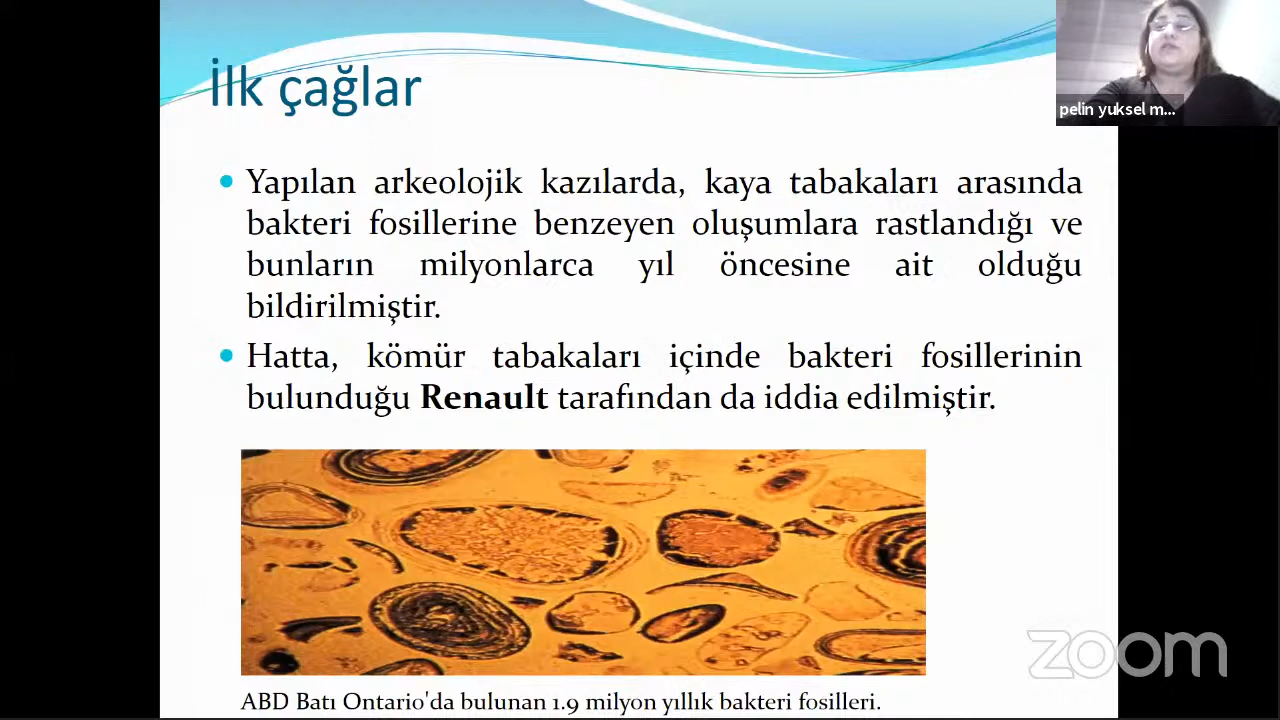 İlk çağlar
pelin yuksel m...
Yapılan arkeolojik kazılarda, kaya tabakaları arasında
bakteri fosillerine benzeyen oluşumlara rastlandığı ve
bunların milyonlarca yıl öncesine ait olduğu
bildirilmiştir.
Hatta, kömür tabakaları içinde bakteri fosillerinin
bulunduğu Renault tarafından da iddia edilmiştir.
zoom
ABD Batı Ontario'da bulunan 1.9 milyon yıllık bakteri fosilleri.